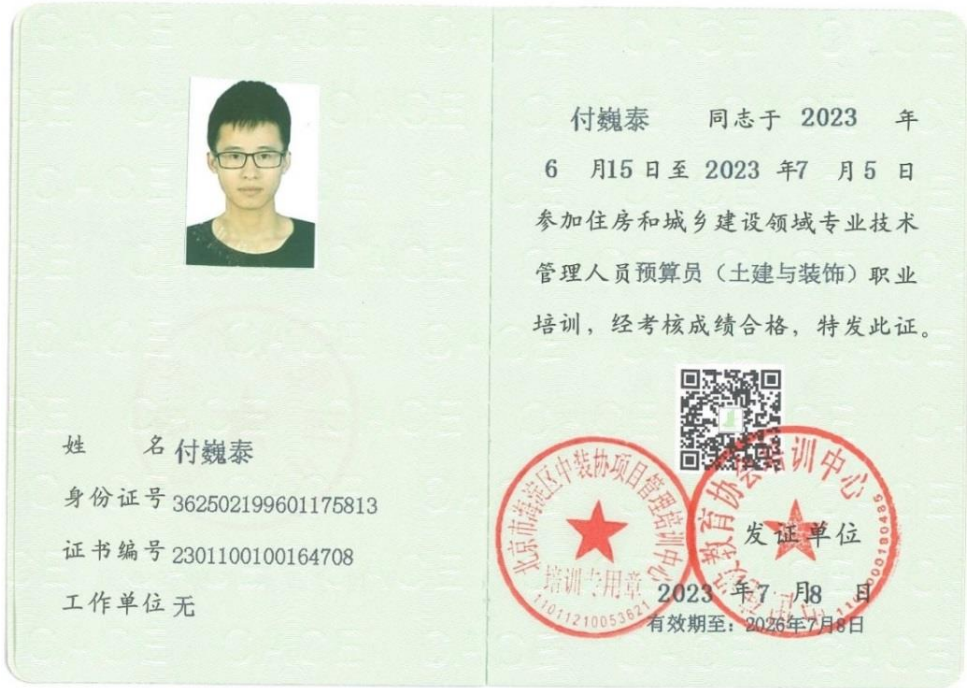 姓 名 付巍泰
身份证号 362502199601175813
证书编号 2301100100164708
工作单位 无
付巍泰 同志于 2023 年
6 月 15 日至 2023 年 7 月 5 日
参加住房和城乡建设领域专业技术
管理人员预算员（土建与装饰）职业
培训，经考核成绩合格，特发此证。
北京市海淀区中装协项目管理培训中心
培训专用章
11011210053621
发证单位
2023 年 7 月 8 日
有效期至：2026年7月8日